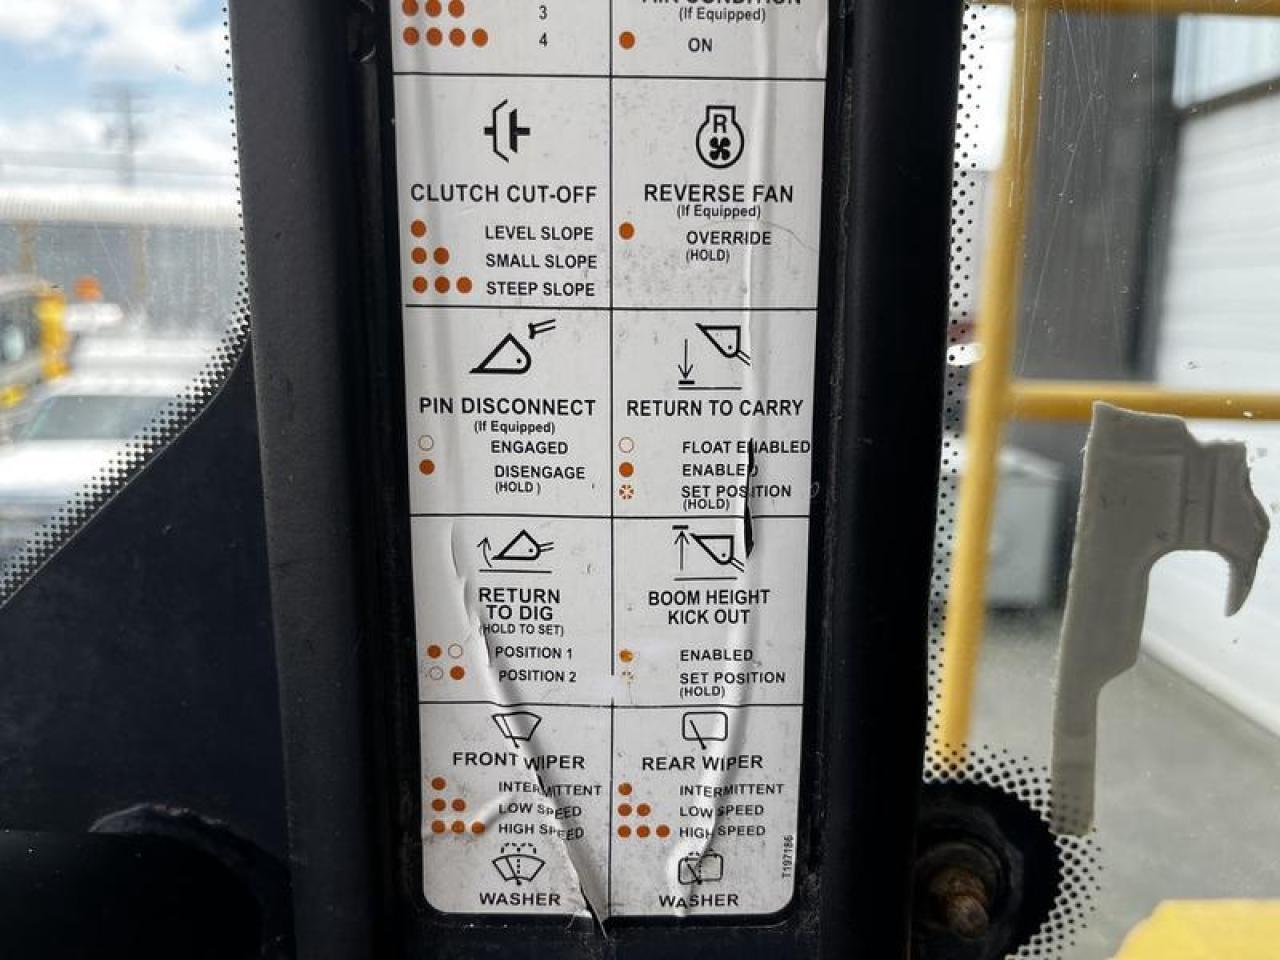 3
4
(If Equipped)
ON
CLUTCH CUT-OFF
LEVEL SLOPE
SMALL SLOPE
STEEP SLOPE
R
REVERSE FAN
(If Equipped)
OVERRIDE
(HOLD)
PIN DISCONNECT
(If Equipped)
ENGAGED
DISENGAGE
(HOLD)
RETURN TO CARRY
FLOAT ENABLED
ENABLED
SET POSITION
(HOLD)
RETURN
TO DIG
(HOLD TO SET)
POSITION 1
POSITION 2
BOOM HEIGHT
KICK OUT
ENABLED
SET POSITION
(HOLD)
FRONT WIPER
INTERMITTENT
LOW SPEED
HIGH SPEED
WASHER
REAR WIPER
INTERMITTENT
LOW SPEED
HIGH SPEED
WASHER
T197186